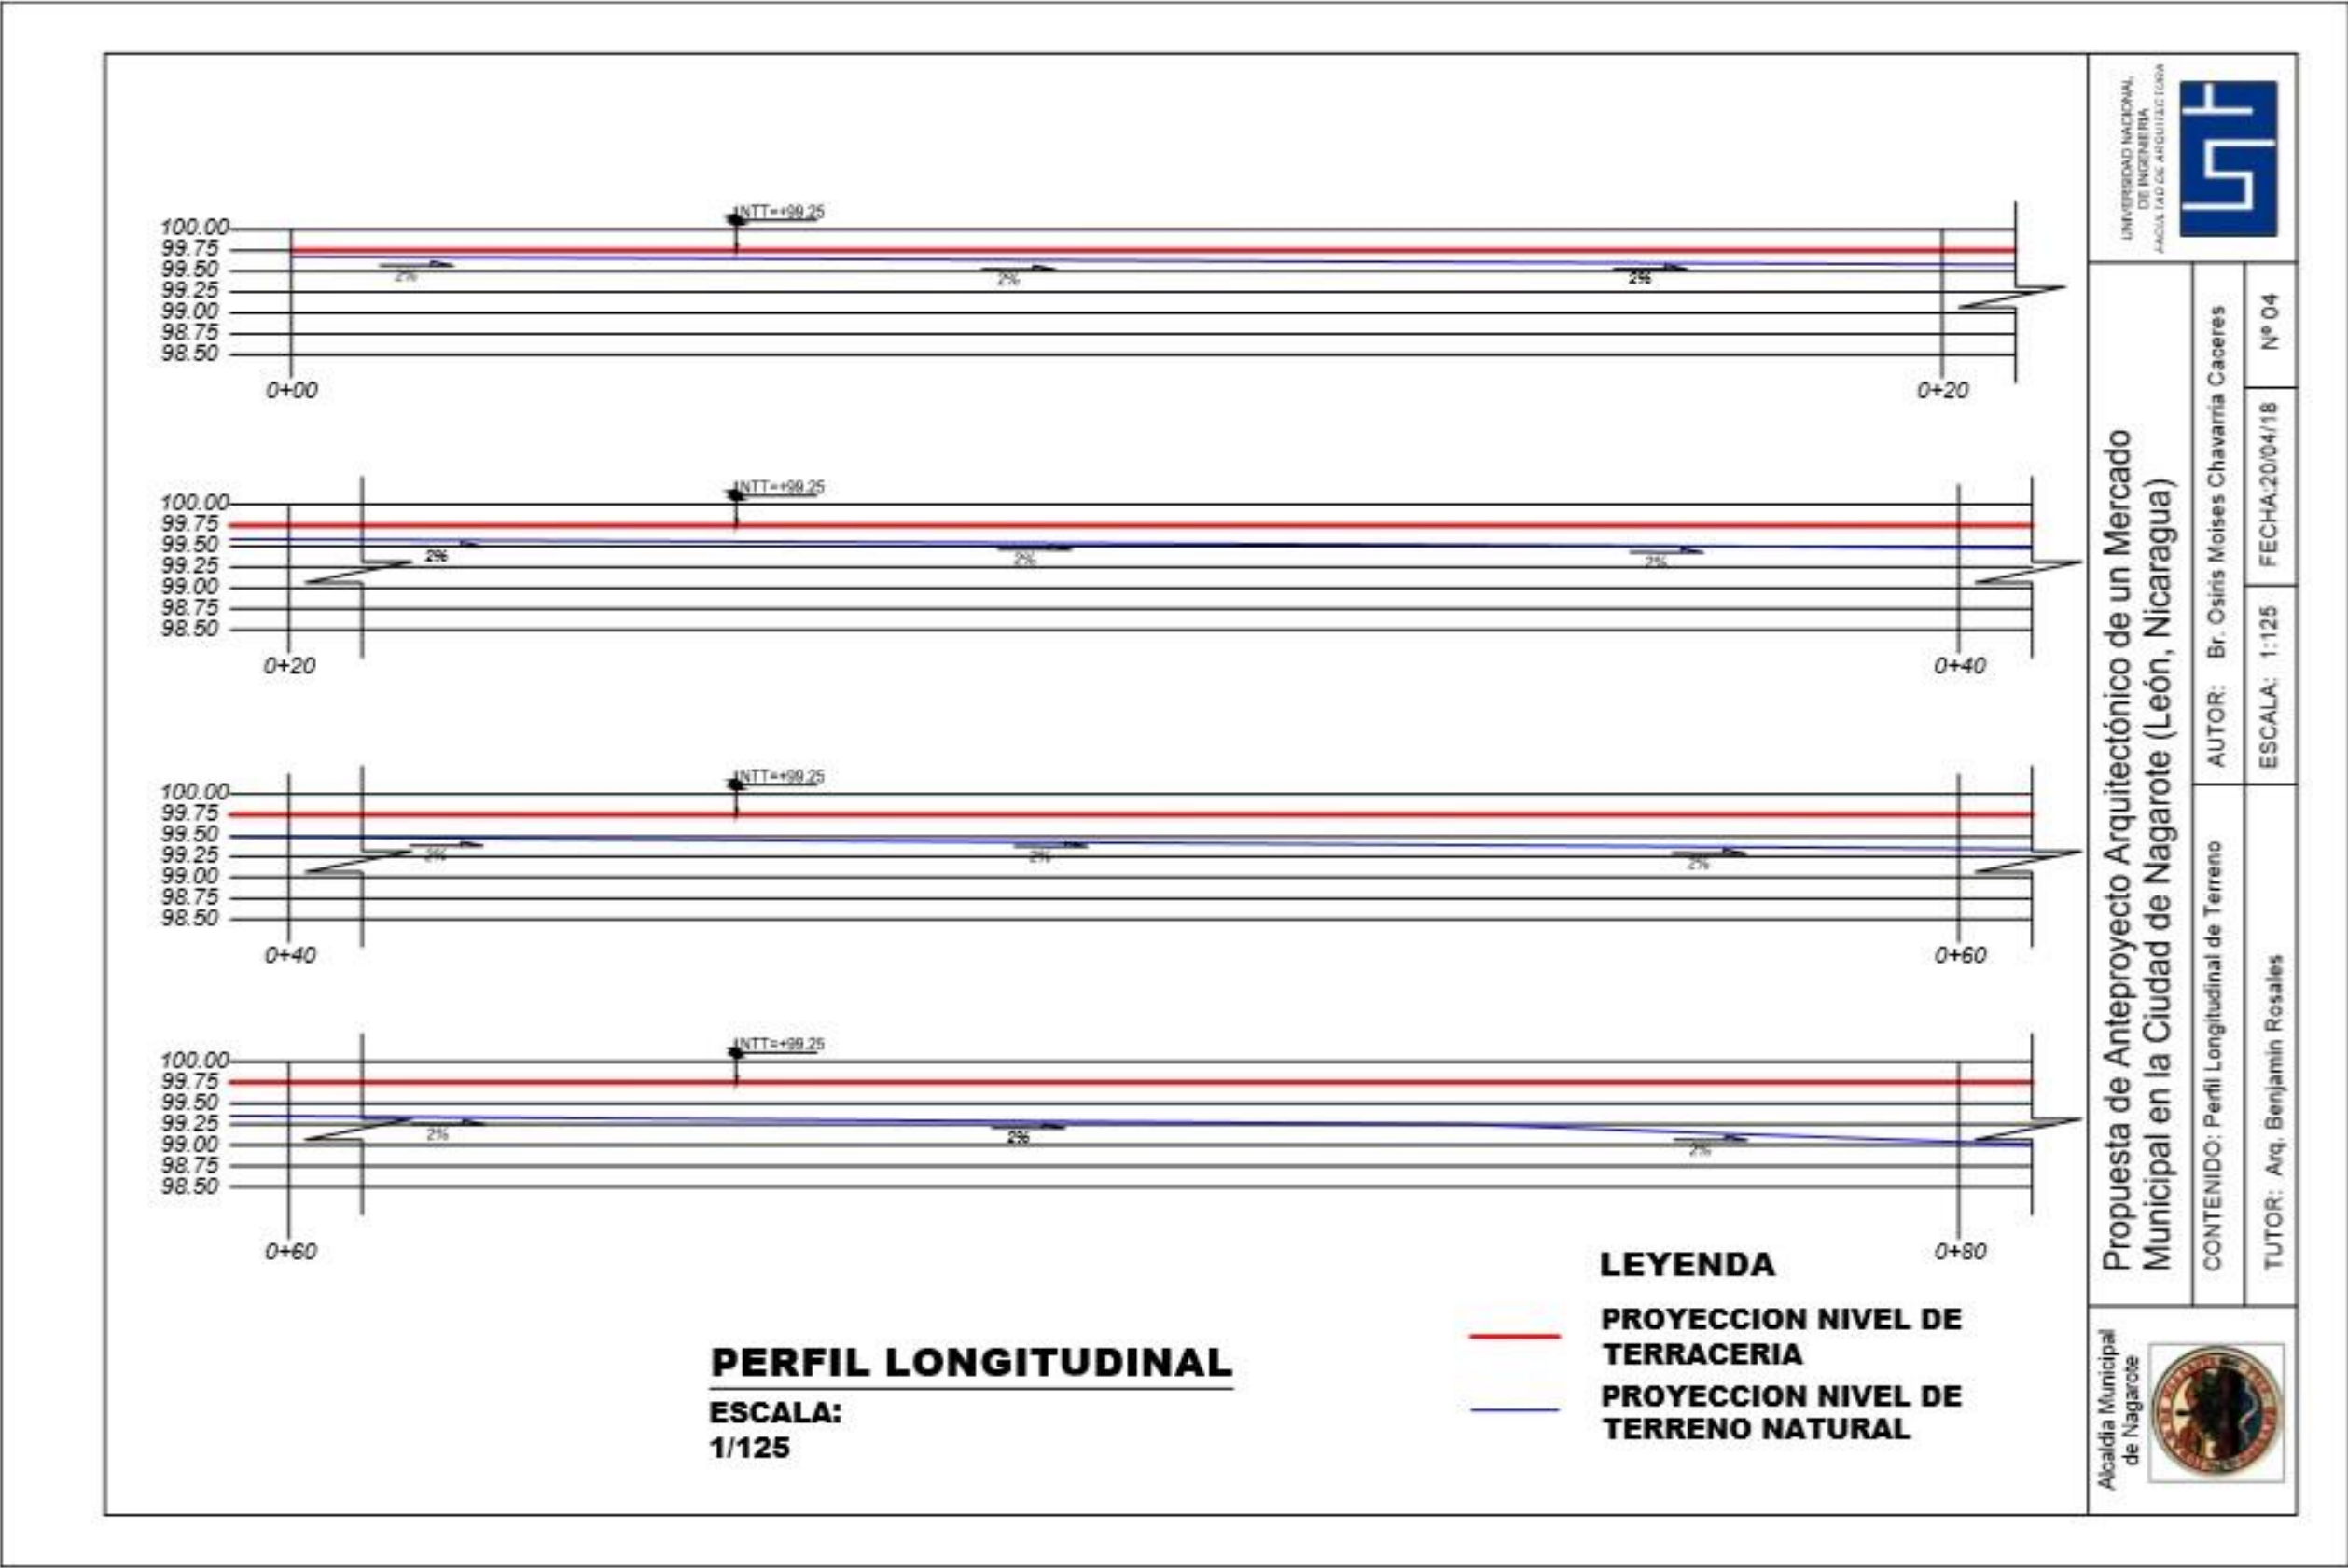 100.00
99.75
99.50
99.25
99.00
98.75
98.50
NTT=+99.25
2%
2%
2%
0+00
0+20
100.00
99.75
99.50
99.25
99.00
98.75
98.50
NTT=+99.25
2%
2%
2%
0+20
0+40
100.00
99.75
99.50
99.25
99.00
98.75
98.50
NTT=+99.25
2%
2%
2%
0+40
0+60
100.00
99.75
99.50
99.25
99.00
98.75
98.50
NTT=+99.25
2%
2%
2%
0+60
0+80
PERFIL LONGITUDINAL
ESCALA:
1/125
LEYENDA
PROYECCION NIVEL DE
TERRACERIA
PROYECCION NIVEL DE
TERRENO NATURAL
UNIVERSIDAD NACIONAL
DE INGENIERIA
FACULTAD DE ARQUITECTURA
Propuesta de Anteproyecto Arquitectónico de un Mercado
Municipal en la Ciudad de Nagarote (León, Nicaragua)
CONTENIDO: Perfil Longitudinal de Terreno
AUTOR: Br. Osiris Moises Chavarria Caceres
TUTOR: Arq. Benjamin Rosales
ESCALA: 1:125
FECHA:20/04/18
Nº 04
Alcaldia Municipal
de Nagarote